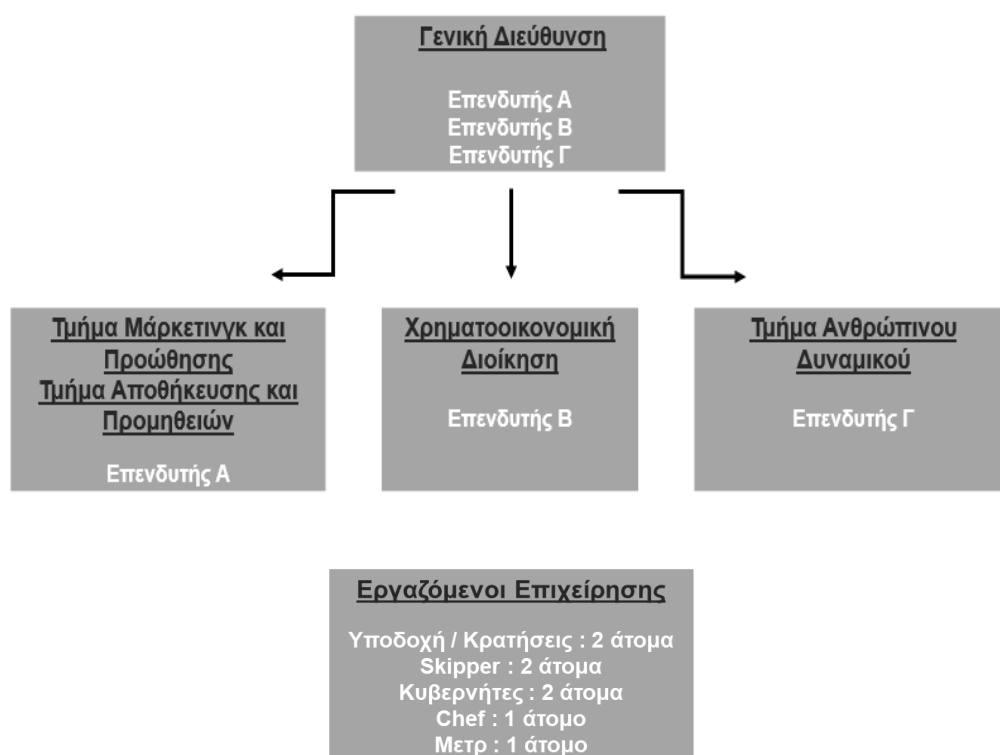 Γενική Διεύθυνση
Επενδυτής Α
Επενδυτής Β
Επενδυτής Γ
Τμήμα Μάρκετινγκ και
Προώθησης
Τμήμα Αποθήκευσης και
Προμηθειών
Επενδυτής Α
Χρηματοοικονομική
Διοίκηση
Επενδυτής Β
Τμήμα Ανθρώπινου
Δυναμικού
Επενδυτής Γ
Εργαζόμενοι Επιχείρησης
Υποδοχή / Κρατήσεις : 2 άτομα
Skipper : 2 άτομα
Κυβερνήτες : 2 άτομα
Chef : 1 άτομο
Μετρ : 1 άτομο